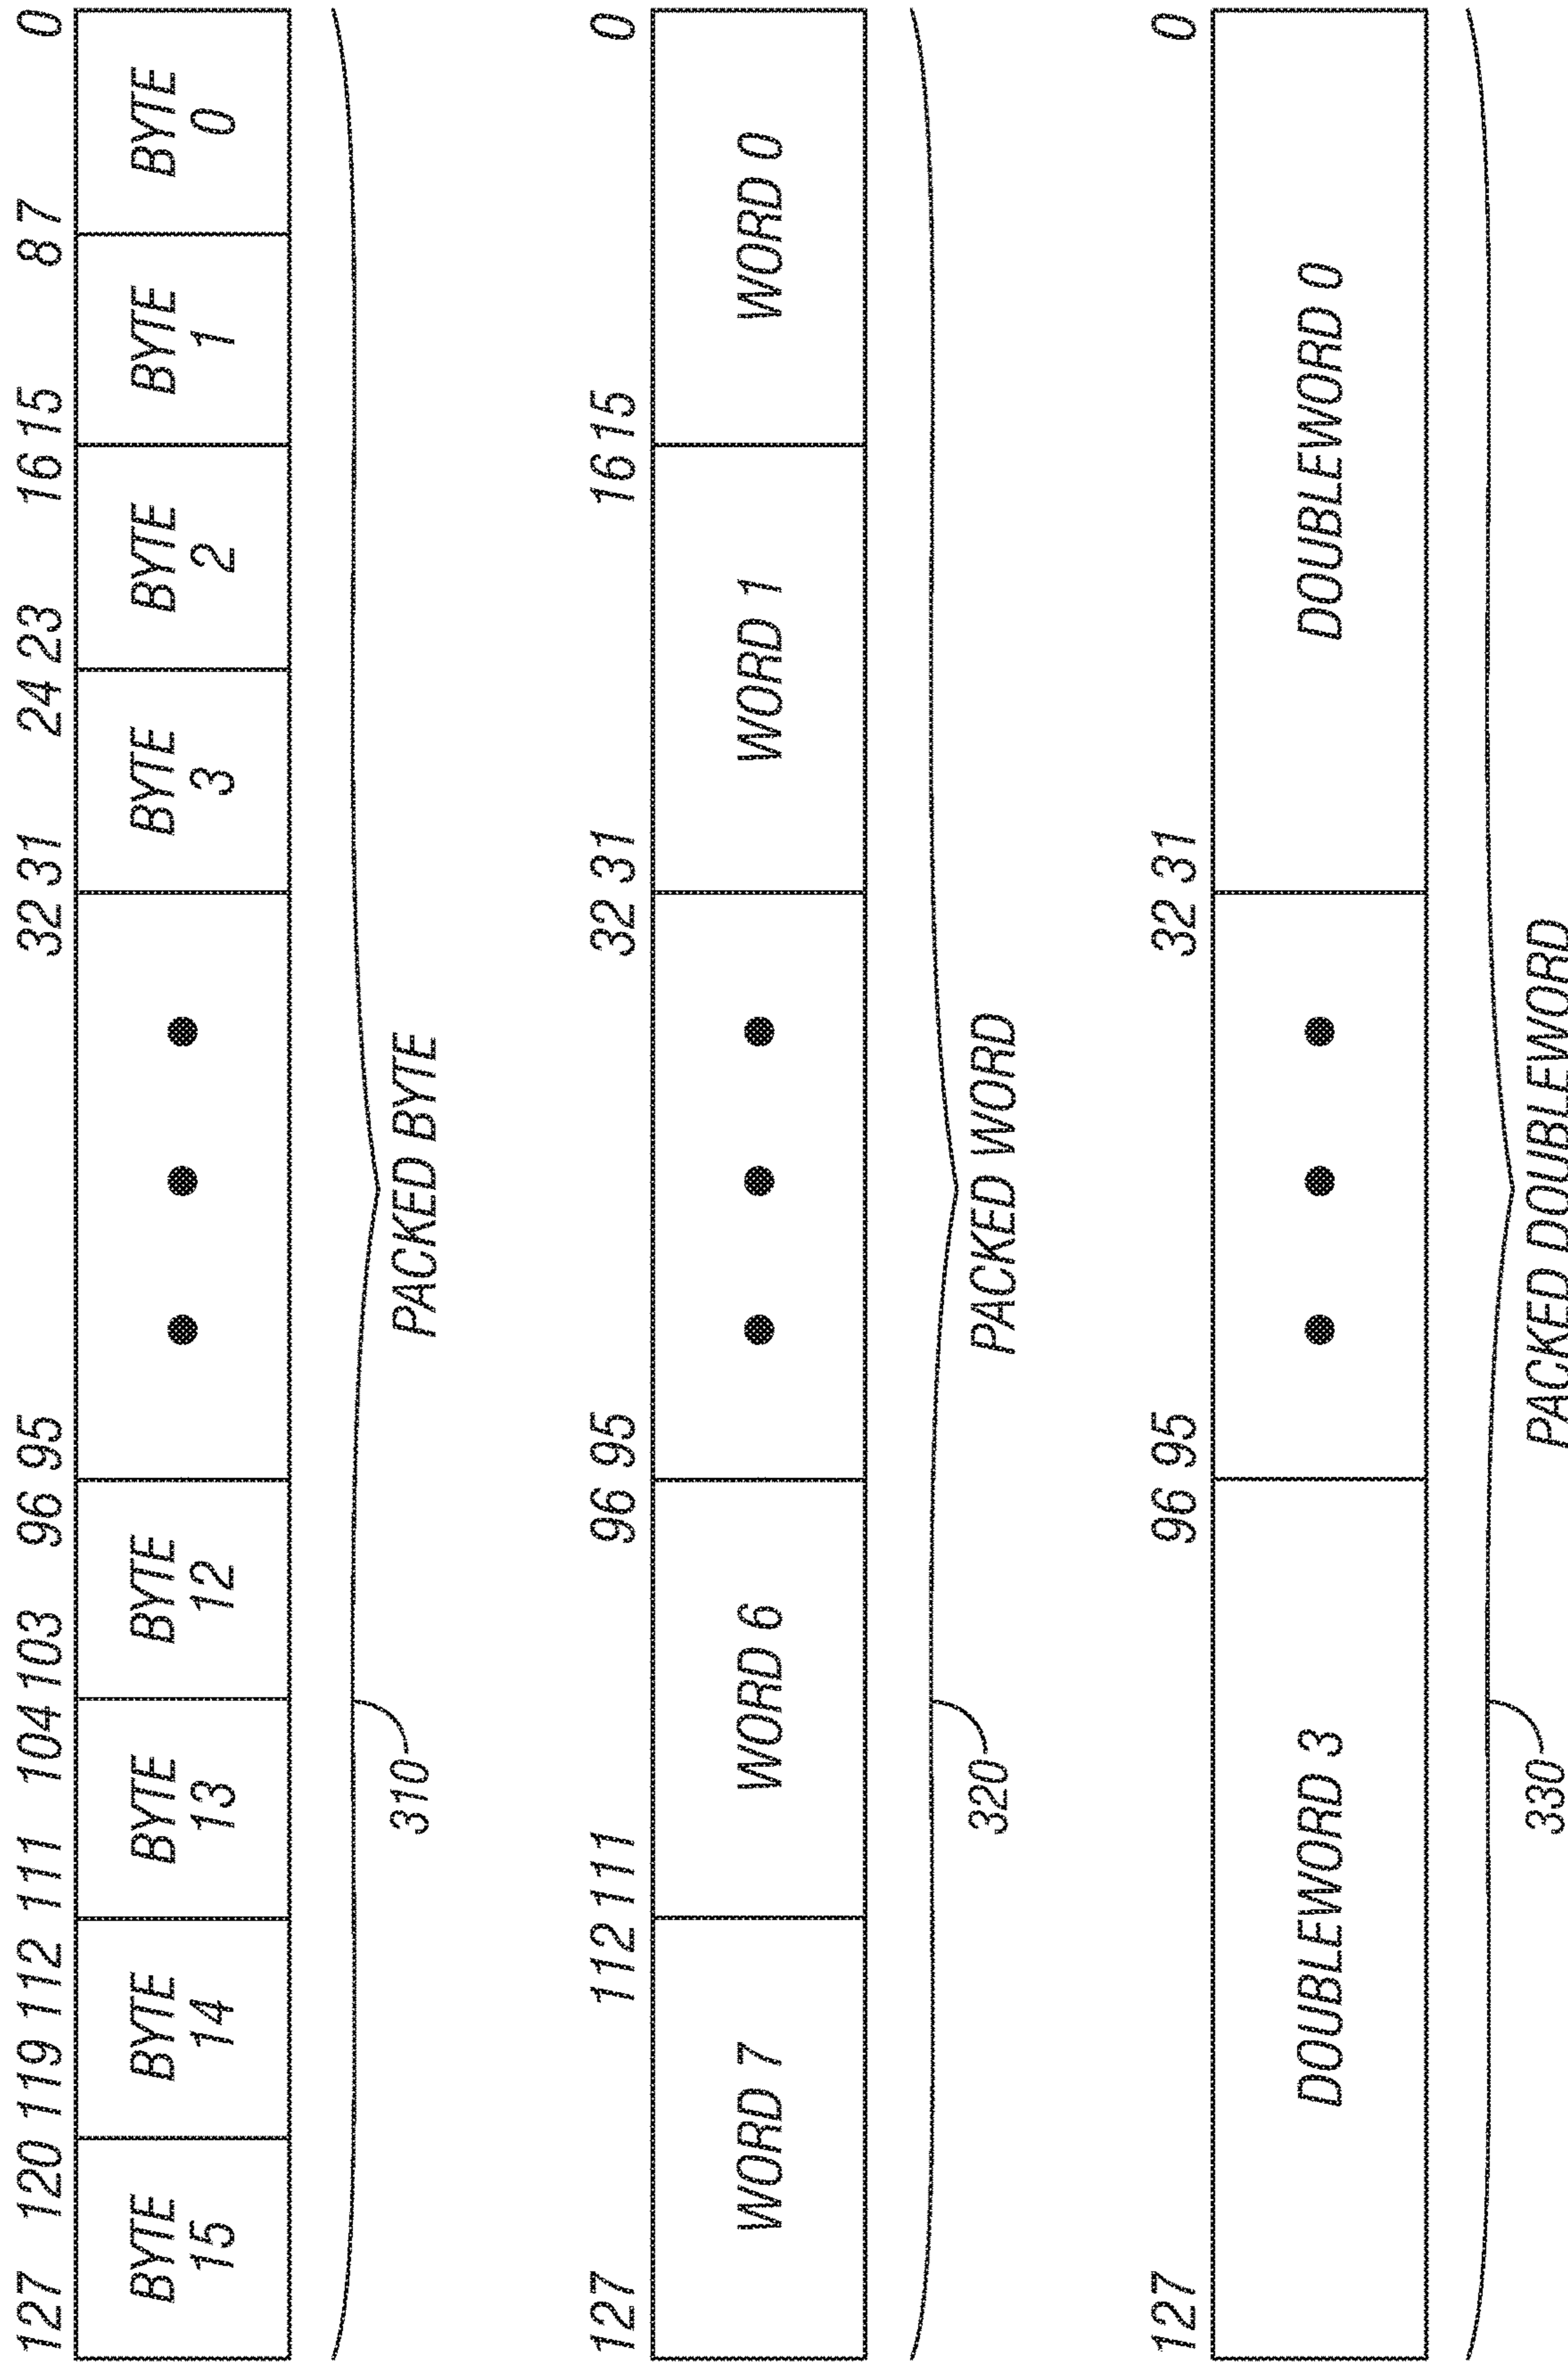 127 120 119 112 111 104 103 96 95 32 31 24 23 16 15 8 7 0
BYTE 15
BYTE 14
BYTE 13
BYTE 12
BYTE 3
BYTE 2
BYTE 1
BYTE 0
310
PACKED BYTE
127 112 111 96 95 32 31 16 15 0
WORD 7
WORD 6
WORD 1
WORD 0
320
PACKED WORD
127 96 95 32 31 0
DOUBLEWORD 3
DOUBLEWORD 0
330
PACKED DOUBLEWORD